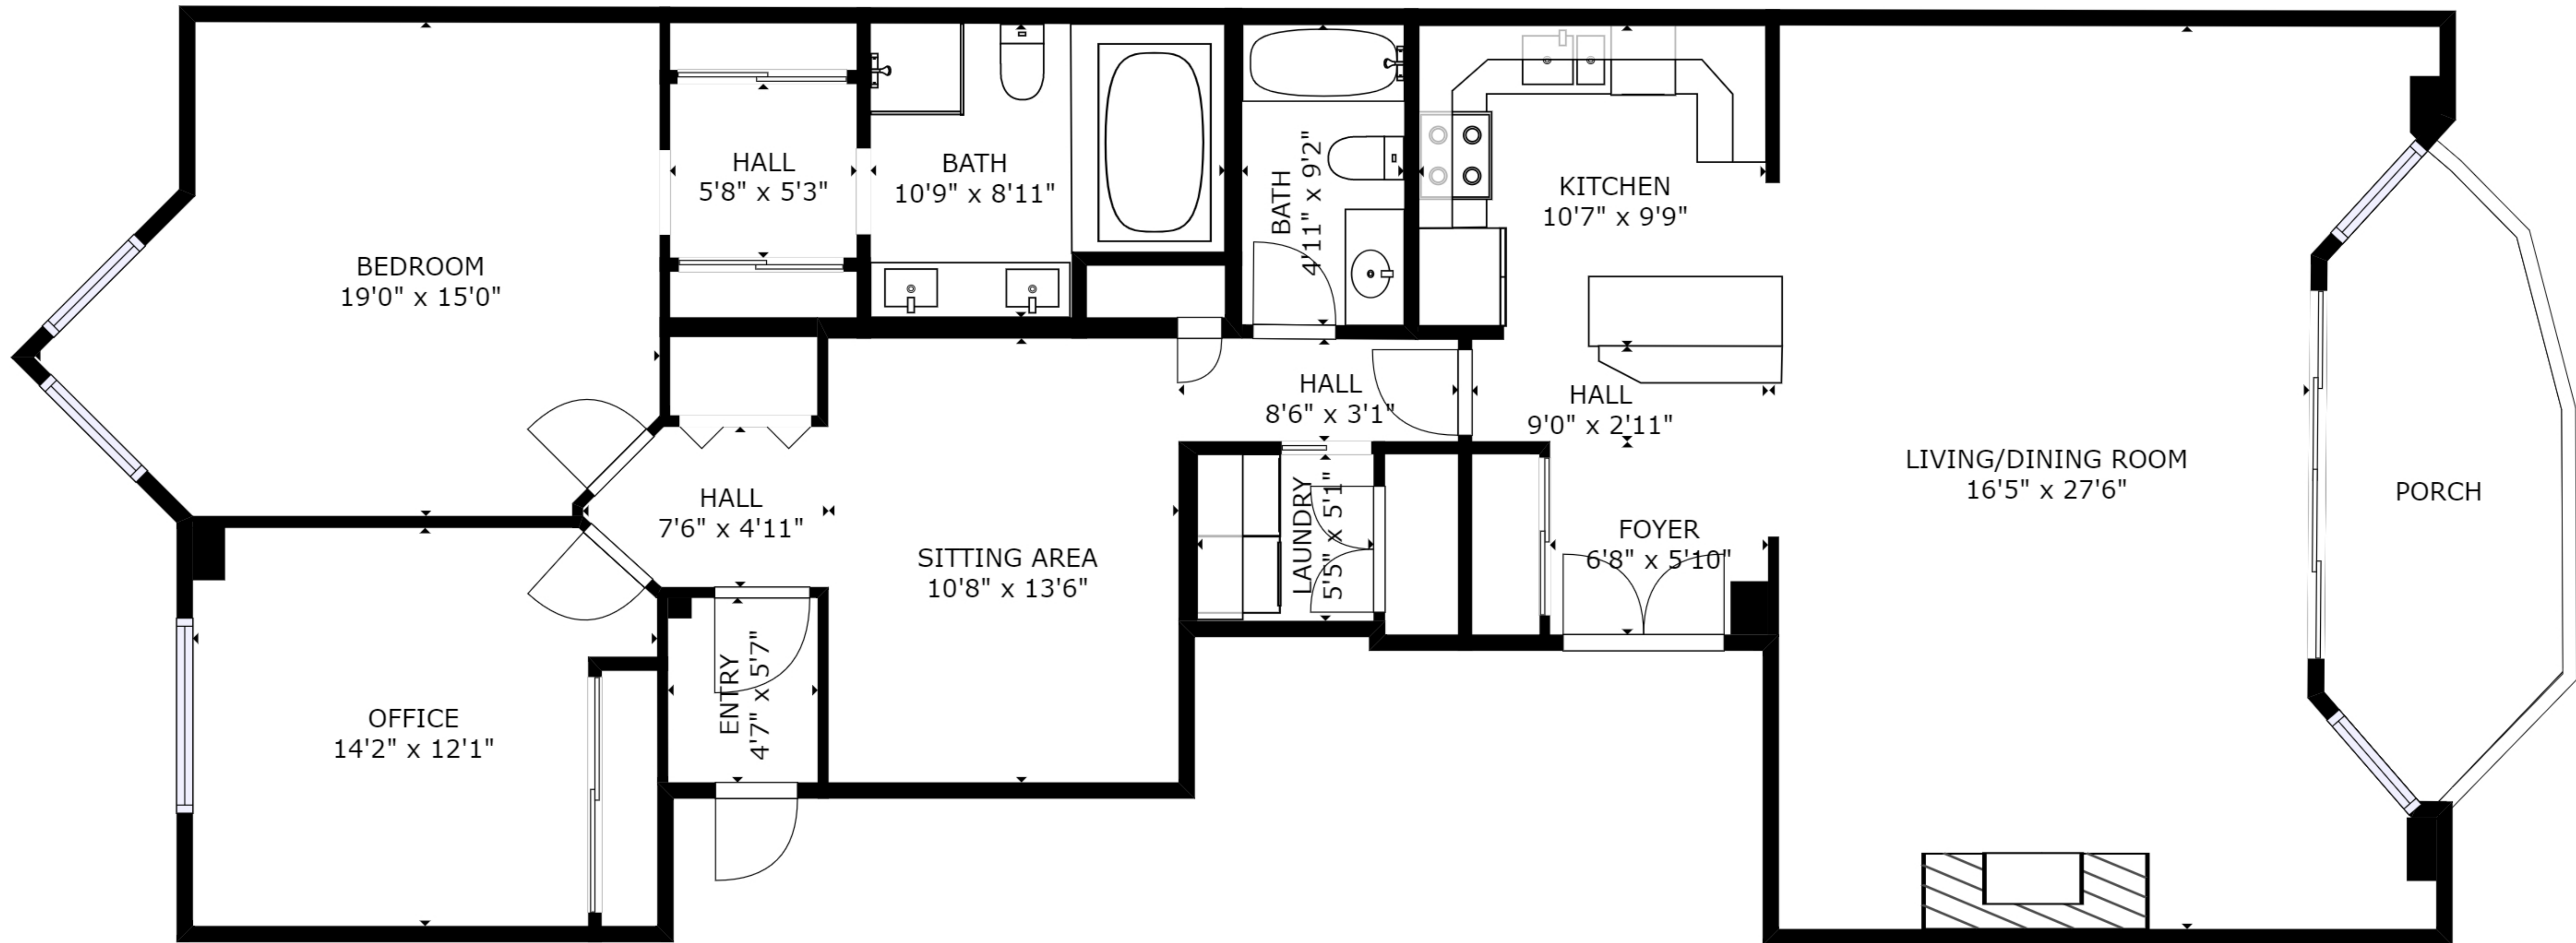 BEDROOM
19'0" x 15'0"
HALL
5'8" x 5'3"
BATH
10'9" x 8'11"
BATH
4'11" x 9'2"
KITCHEN
10'7" x 9'9"
HALL
8'6" x 3'1"
HALL
9'0" x 2'11"
LIVING/DINING ROOM
16'5" x 27'6"
PORCH
HALL
7'6" x 4'11"
SITTING AREA
10'8" x 13'6"
LAUNDRY
5'5" x 5'1"
FOYER
6'8" x 5'10"
OFFICE
14'2" x 12'1"
ENTRY
4'7" x 5'7"